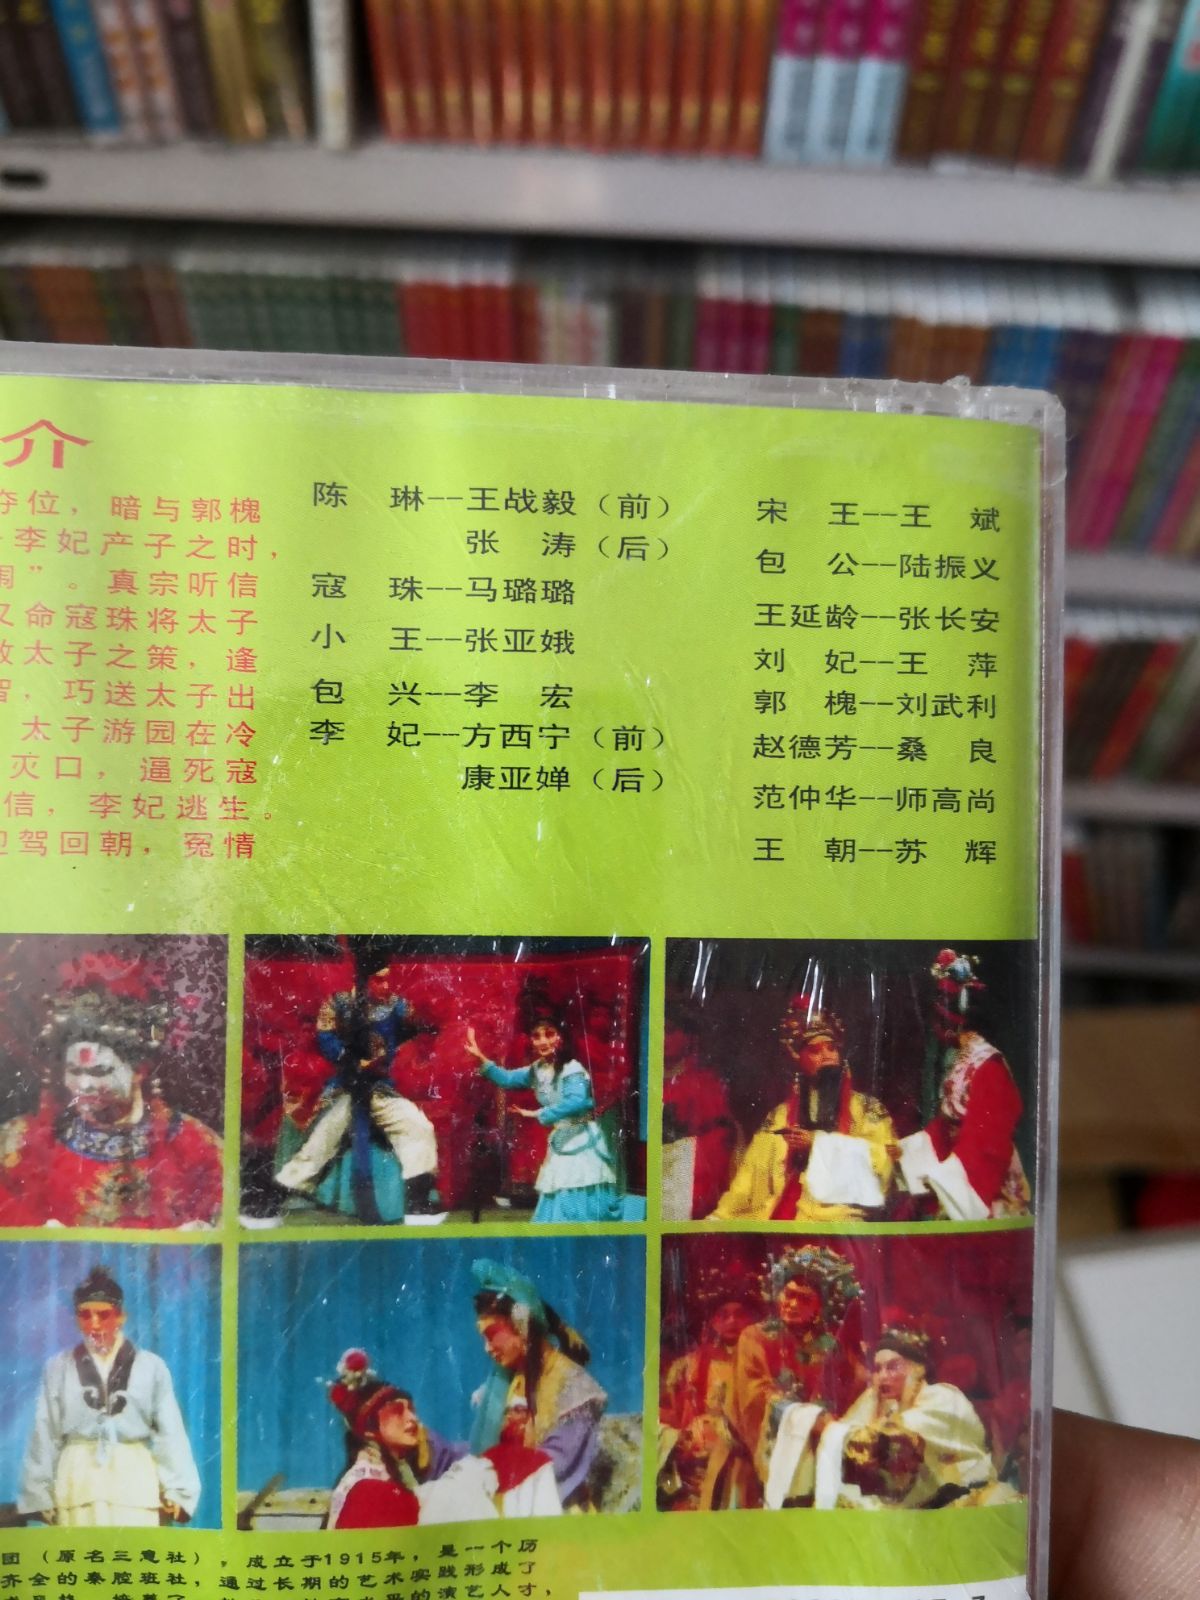 介
夺位，暗与郭槐
李妃产子之时，
”。真宗听信
又命寇珠将太子
太子之策，逢
，巧送太子出
太子游园在冷
灭口，逼死寇
信，李妃逃生。
驾回朝，冤情
陈　琳--王战毅（前）
张　涛（后）
寇　珠--马璐璐
小　王--张亚娥
包　兴--李　宏
李　妃--方西宁（前）
康亚婵（后）
宋　王--王　斌
包　公--陆振义
王延龄--张长安
刘　妃--王　萍
郭　槐--刘武利
赵德芳--桑　良
范仲华--师高尚
王　朝--苏　辉
团（原名三意社），成立于1915年，是一个历
齐全的秦腔班社，通过长期的艺术实践形成了
的演艺人才，